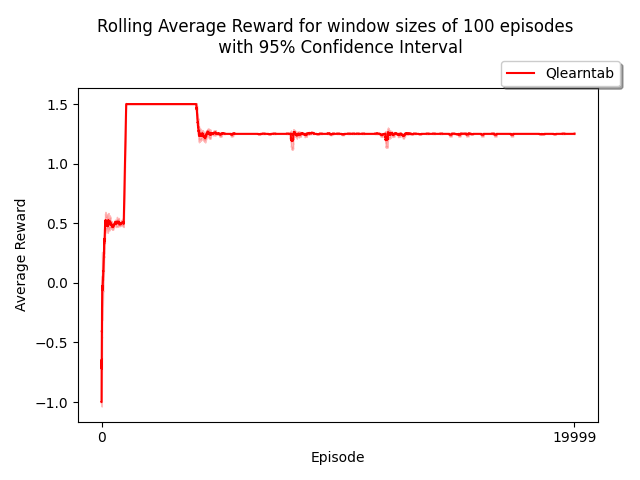 Rolling Average Reward for window sizes of 100 episodes
with 95% Confidence Interval
Qlearntab
1.5
1.0
0.5
0.0
−0.5
−1.0
Average Reward
0
19999
Episode